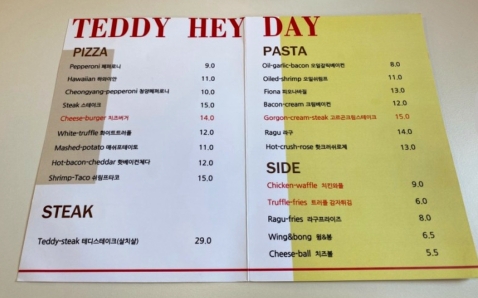 TEDDY HEY DAY
PIZZA
Pepperoni 페퍼로니 9.0
Hawaiian 하와이안 11.0
Cheongyang-pepperoni 청양페퍼로니 10.0
Steak 스테이크 15.0
Cheese-burger 치즈버거 14.0
White-truffle 화이트트러플 12.0
Mashed-potato 매쉬포테이토 11.0
Hot-bacon-cheddar 핫베이컨체다 12.0
Shrimp-Taco 쉬림프타코 15.0
STEAK
Teddy-steak 테디스테이크(살치살) 29.0
PASTA
Oil-garlic-bacon 오일갈릭베이컨 8.0
Oiled-shrimp 오일쉬림프 11.0
Fiona 피오나바질 13.0
Bacon-cream 크림베이컨 12.0
Gorgon-cream-steak 고르곤크림스테이크 15.0
Ragu 라구 14.0
Hot-crush-rose 핫크러쉬로제 13.0
SIDE
Chicken-waffle 치킨와플 9.0
Truffle-fries 트러플 감자튀김 6.0
Ragu-fries 라구프라이즈 8.0
Wing&bong 윙&봉 6.5
Cheese-ball 치즈볼 5.5